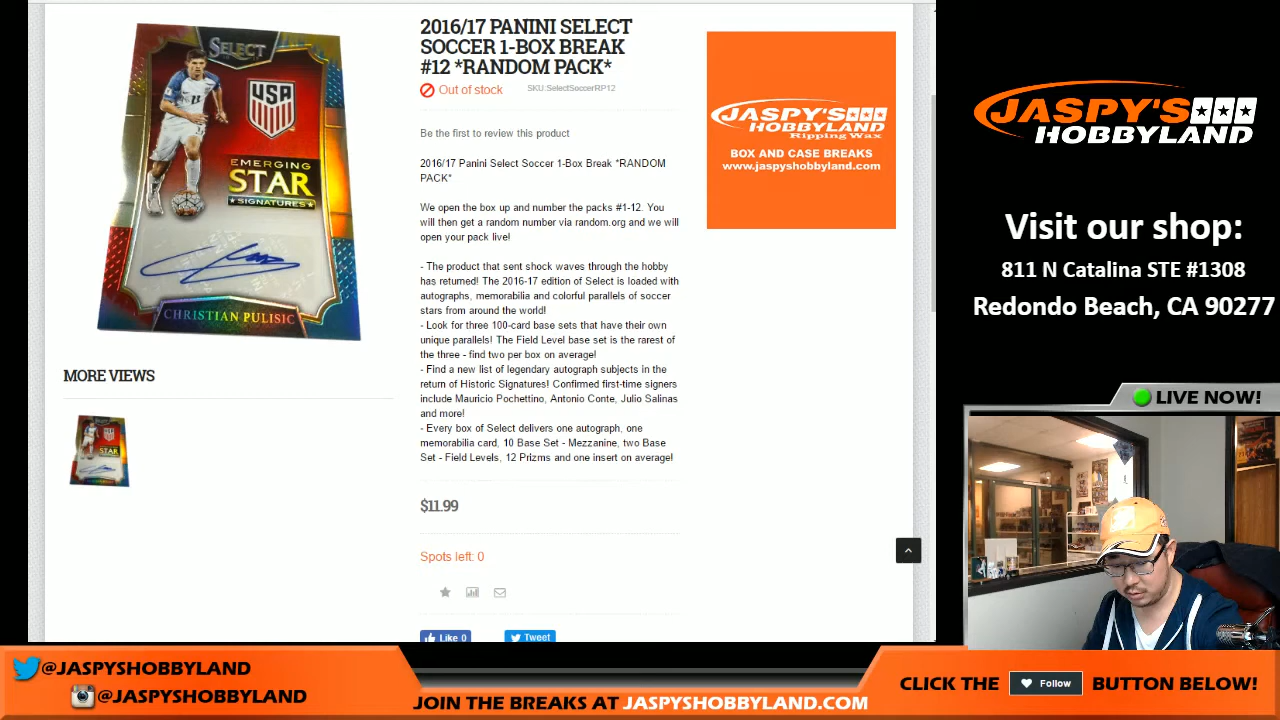 SELECT
USA
EMERGING
STAR
★ SIGNATURES ★
CHRISTIAN PULISIC
MORE VIEWS
2016/17 PANINI SELECT
SOCCER 1-BOX BREAK
#12 *RANDOM PACK*
Out of stock
SKU:SelectSoccerRP12
Be the first to review this product
2016/17 Panini Select Soccer 1-Box Break *RANDOM
PACK*
We open the box up and number the packs #1-12. You
will then get a random number via random.org and we will
open your pack live!
- The product that sent shock waves through the hobby
has returned! The 2016-17 edition of Select is loaded with
autographs, memorabilia and colorful parallels of soccer
stars from around the world!
- Look for three 100-card base sets that have their own
unique parallels! The Field Level base set is the rarest of
the three - find two per box on average!
- Find a new list of legendary autograph subjects in the
return of Historic Signatures! Confirmed first-time signers
include Mauricio Pochettino, Antonio Conte, Julio Salinas
and more!
- Every box of Select delivers one autograph, one
memorabilia card, 10 Base Set - Mezzanine, two Base
Set - Field Levels, 12 Prizms and one insert on average!
$11.99
Spots left: 0
Like 0
Tweet
JASPY'S
HOBBYLAND
Ripping Wax
BOX AND CASE BREAKS
www.jaspyshobbyland.com
JASPY'S
HOBBYLAND
Visit our shop:
811 N Catalina STE #1308
Redondo Beach, CA 90277
LIVE NOW!
@JASPYSHOBBYLAND
@JASPYSHOBBYLAND
JOIN THE BREAKS AT JASPYSHOBBYLAND.COM
CLICK THE Follow BUTTON BELOW!